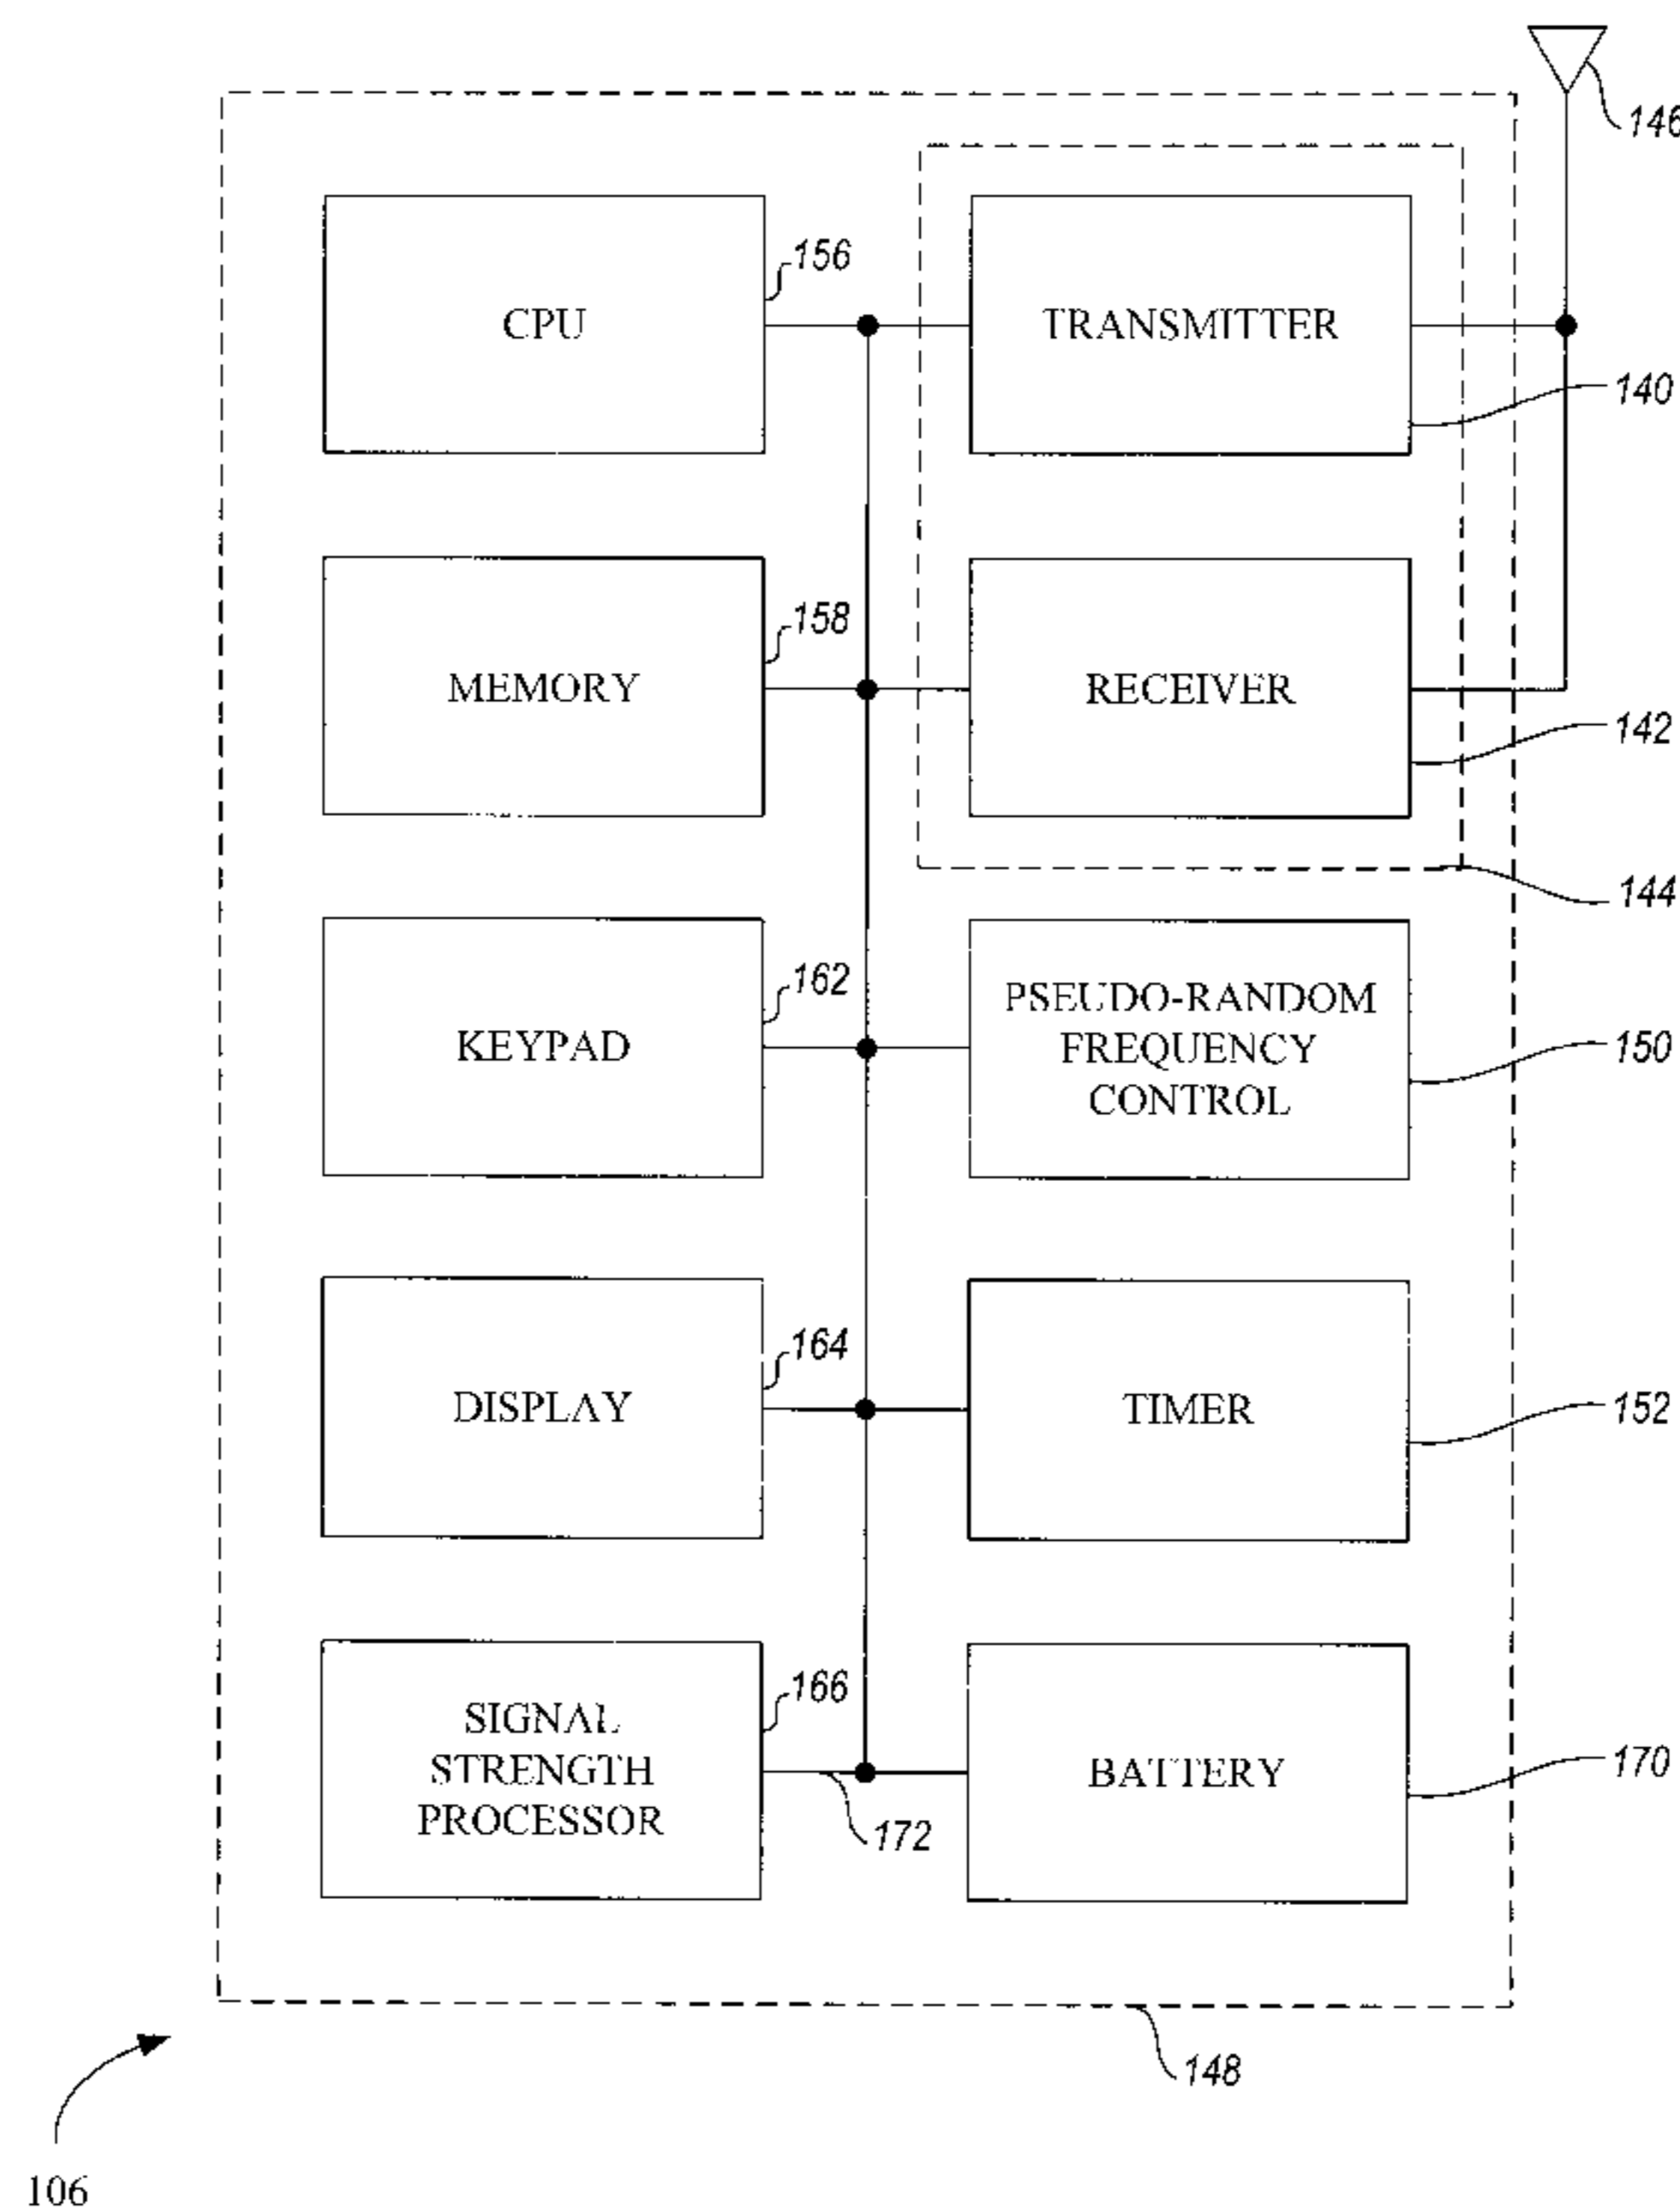 146
156
CPU
TRANSMITTER
140
158
MEMORY
RECEIVER
142
144
162
KEYPAD
PSEUDO-RANDOM
FREQUENCY
CONTROL
150
164
DISPLAY
TIMER
152
166
SIGNAL
STRENGTH
PROCESSOR
172
BATTERY
170
148
106